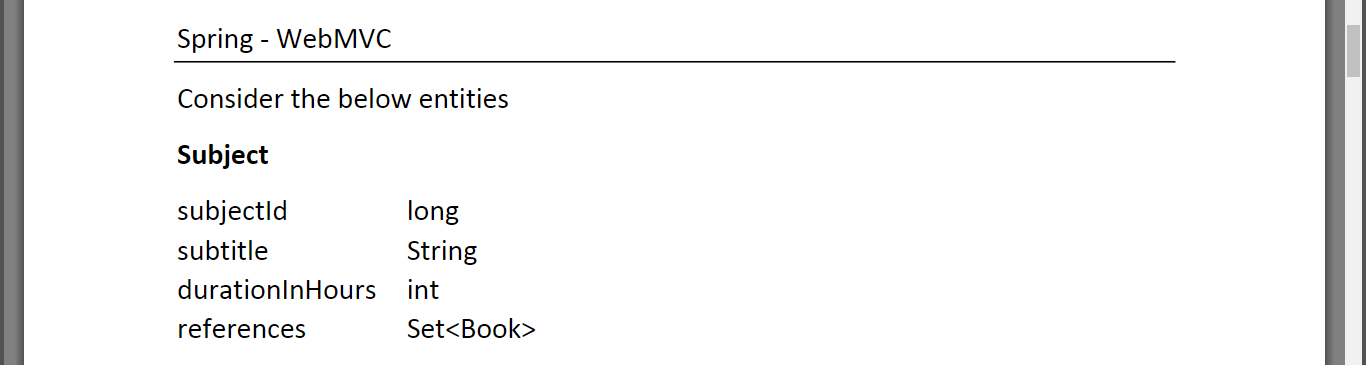 Spring - WebMVC
Consider the below entities
Subject
subjectId long
subtitle String
durationInHours int
references Set<Book>